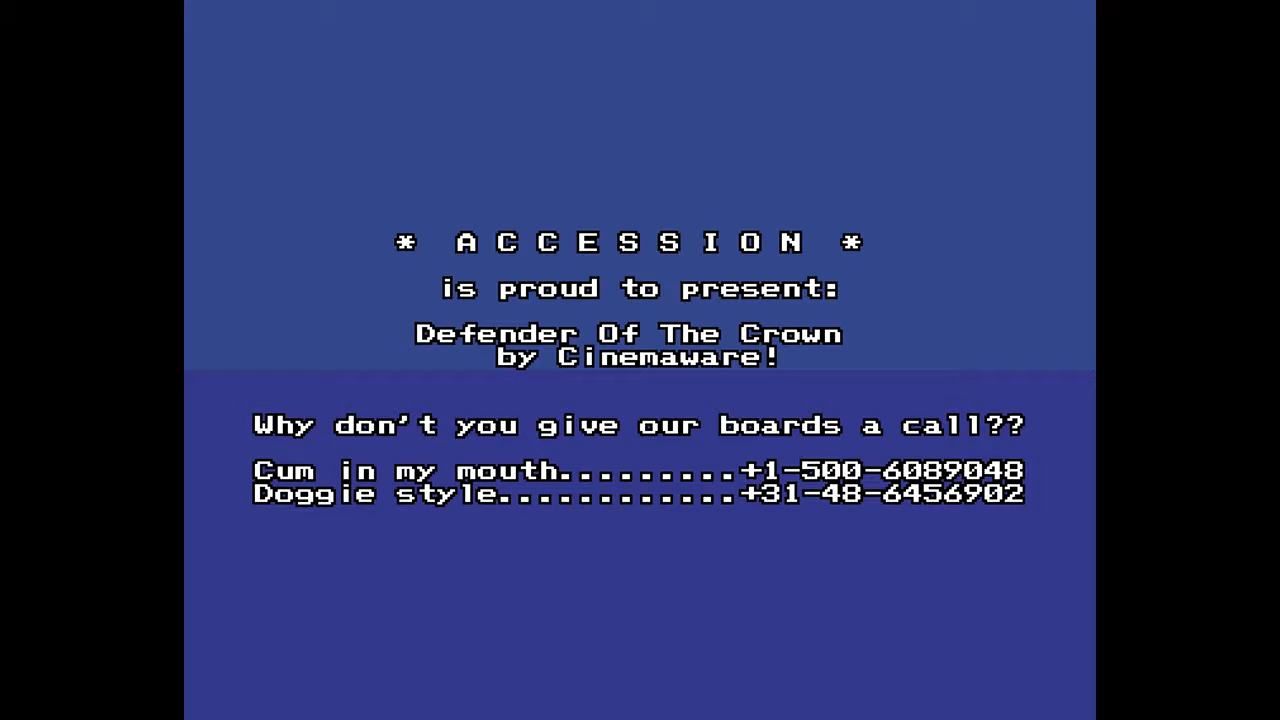 * A C C E S S I O N *
is proud to present:
Defender Of The Crown
by Cinemaware!
Why don't you give our boards a call??
Cum in my mouth.........+1-500-6089048
Doggie style............+31-48-6456902